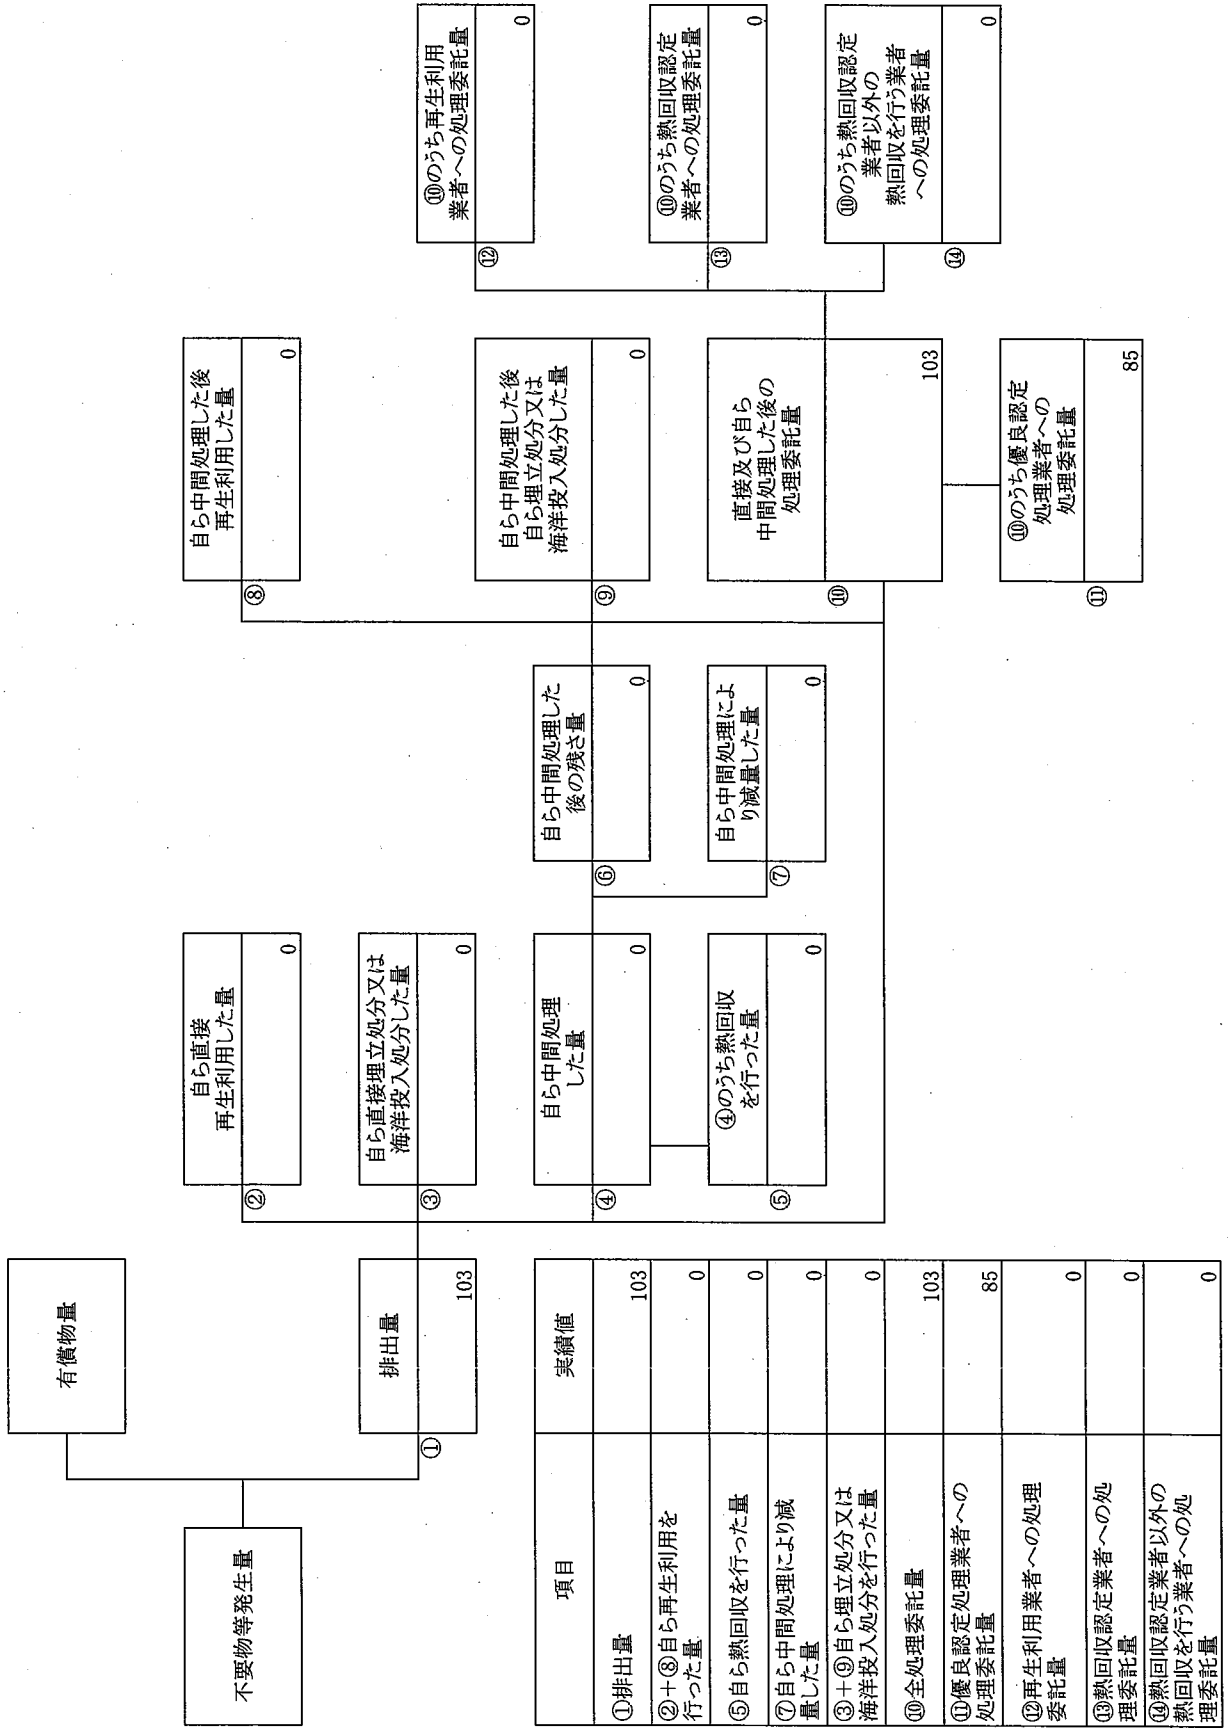 不要物等発生量
有償物量
排出量
①
103
自ら直接
再生利用した量
②
0
自ら直接埋立処分又は
海洋投入処分した量
③
0
自ら中間処理
した量
④
0
④のうち熱回収
を行った量
⑤
0
自ら中間処理した
後の残さ量
⑥
0
自ら中間処理によ
り減量した量
⑦
0
自ら中間処理した後
再生利用した量
⑧
0
自ら中間処理した後
自ら埋立処分又は
海洋投入処分した量
⑨
0
直接及び自ら
中間処理した後の
処理委託量
⑩
103
⑩のうち優良認定
処理業者への
処理委託量
⑪
85
⑩のうち再生利用
業者への処理委託量
⑫
0
⑩のうち熱回収認定
業者への処理委託量
⑬
0
⑩のうち熱回収認定
業者以外の
熱回収を行う業者
への処理委託量
⑭
0
項目 実績値
①排出量 103
②+⑧自ら再生利用を
行った量 0
⑤自ら熱回収を行った量 0
⑦自ら中間処理により減
量した量 0
③+⑨自ら埋立処分又は
海洋投入処分を行った量 0
⑩全処理委託量 103
⑪優良認定処理業者への
処理委託量 85
⑫再生利用業者への処理
委託量 0
⑬熱回収認定業者への処
理委託量 0
⑭熱回収認定業者以外の
熱回収を行う業者への処
理委託量 0